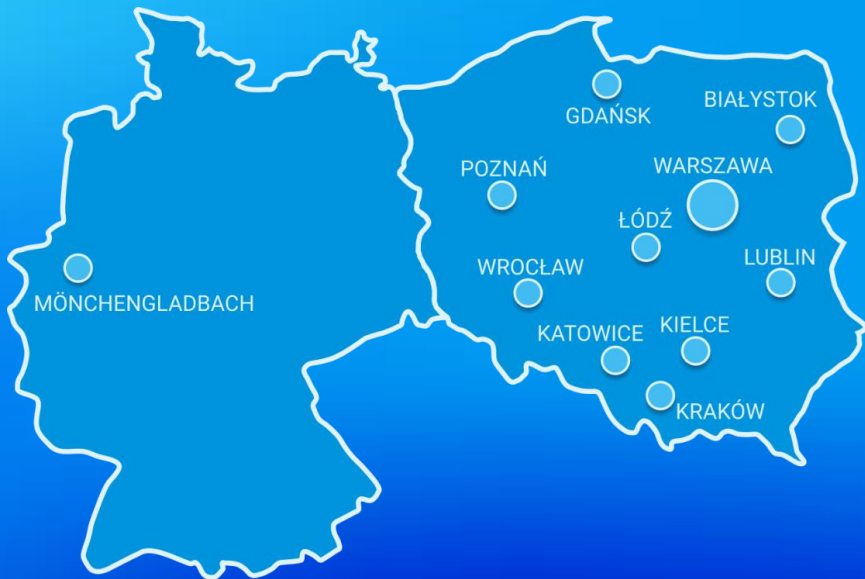 GDAŃSK
BIAŁYSTOK
POZNAŃ
WARSZAWA
ŁÓDŹ
WROCŁAW
LUBLIN
MÖNCHENGLADBACH
KATOWICE
KIELCE
KRAKÓW